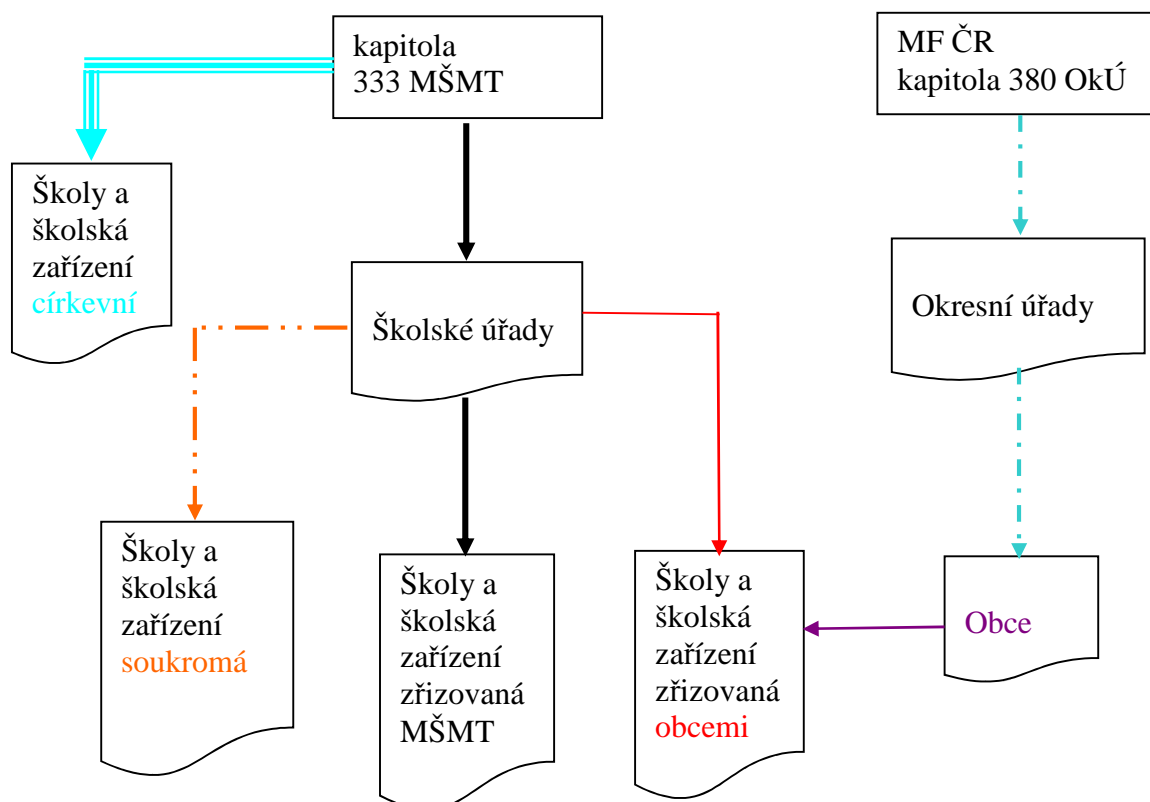 kapitola
333 MŠMT
MF ČR
kapitola 380 OkÚ
Školy a
školská
zařízení
církevní
Školské úřady
Okresní úřady
Školy a
školská
zařízení
soukromá
Školy a
školská
zařízení
zřizovaná
MŠMT
Školy a
školská
zařízení
zřizovaná
obcemi
Obce